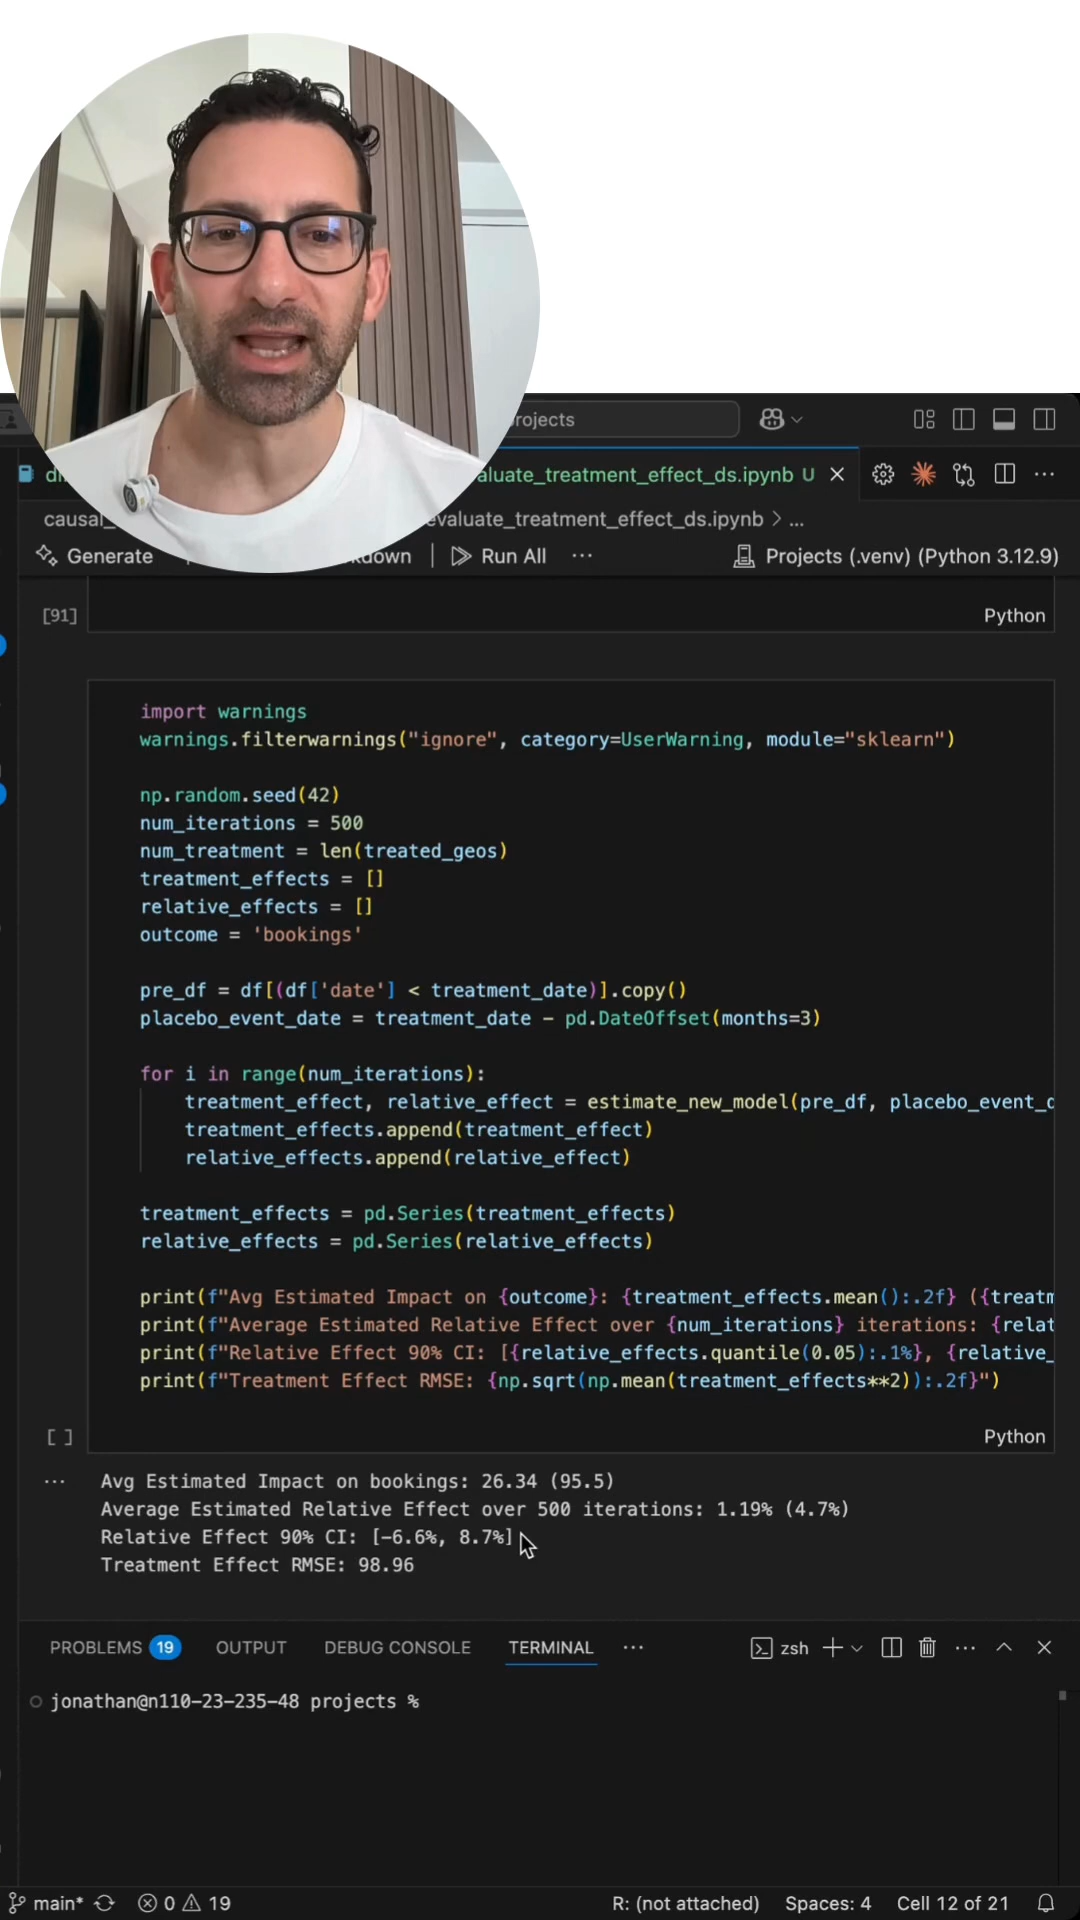 rojects
aluate_treatment_effect_ds.ipynb U
causal_
evaluate_treatment_effect_ds.ipynb > ...
Generate
kdown
Run All
...
Projects (.venv) (Python 3.12.9)
[91]
Python
import warnings
warnings.filterwarnings("ignore", category=UserWarning, module="sklearn")
np.random.seed(42)
num_iterations = 500
num_treatment = len(treated_geos)
treatment_effects = []
relative_effects = []
outcome = 'bookings'
pre_df = df[(df['date'] < treatment_date)].copy()
placebo_event_date = treatment_date - pd.DateOffset(months=3)
for i in range(num_iterations):
treatment_effect, relative_effect = estimate_new_model(pre_df, placebo_event_d
treatment_effects.append(treatment_effect)
relative_effects.append(relative_effect)
treatment_effects = pd.Series(treatment_effects)
relative_effects = pd.Series(relative_effects)
print(f"Avg Estimated Impact on {outcome}: {treatment_effects.mean():.2f} ({treatm
print(f"Average Estimated Relative Effect over {num_iterations} iterations: {relat
print(f"Relative Effect 90% CI: [{relative_effects.quantile(0.05):.1%}, {relative_
print(f"Treatment Effect RMSE: {np.sqrt(np.mean(treatment_effects**2)):.2f}")
[ ]
Python
... Avg Estimated Impact on bookings: 26.34 (95.5)
Average Estimated Relative Effect over 500 iterations: 1.19% (4.7%)
Relative Effect 90% CI: [-6.6%, 8.7%]
Treatment Effect RMSE: 98.96
PROBLEMS 19 OUTPUT DEBUG CONSOLE TERMINAL ... zsh
jonathan@n110-23-235-48 projects %
main* 0 19 R: (not attached) Spaces: 4 Cell 12 of 21